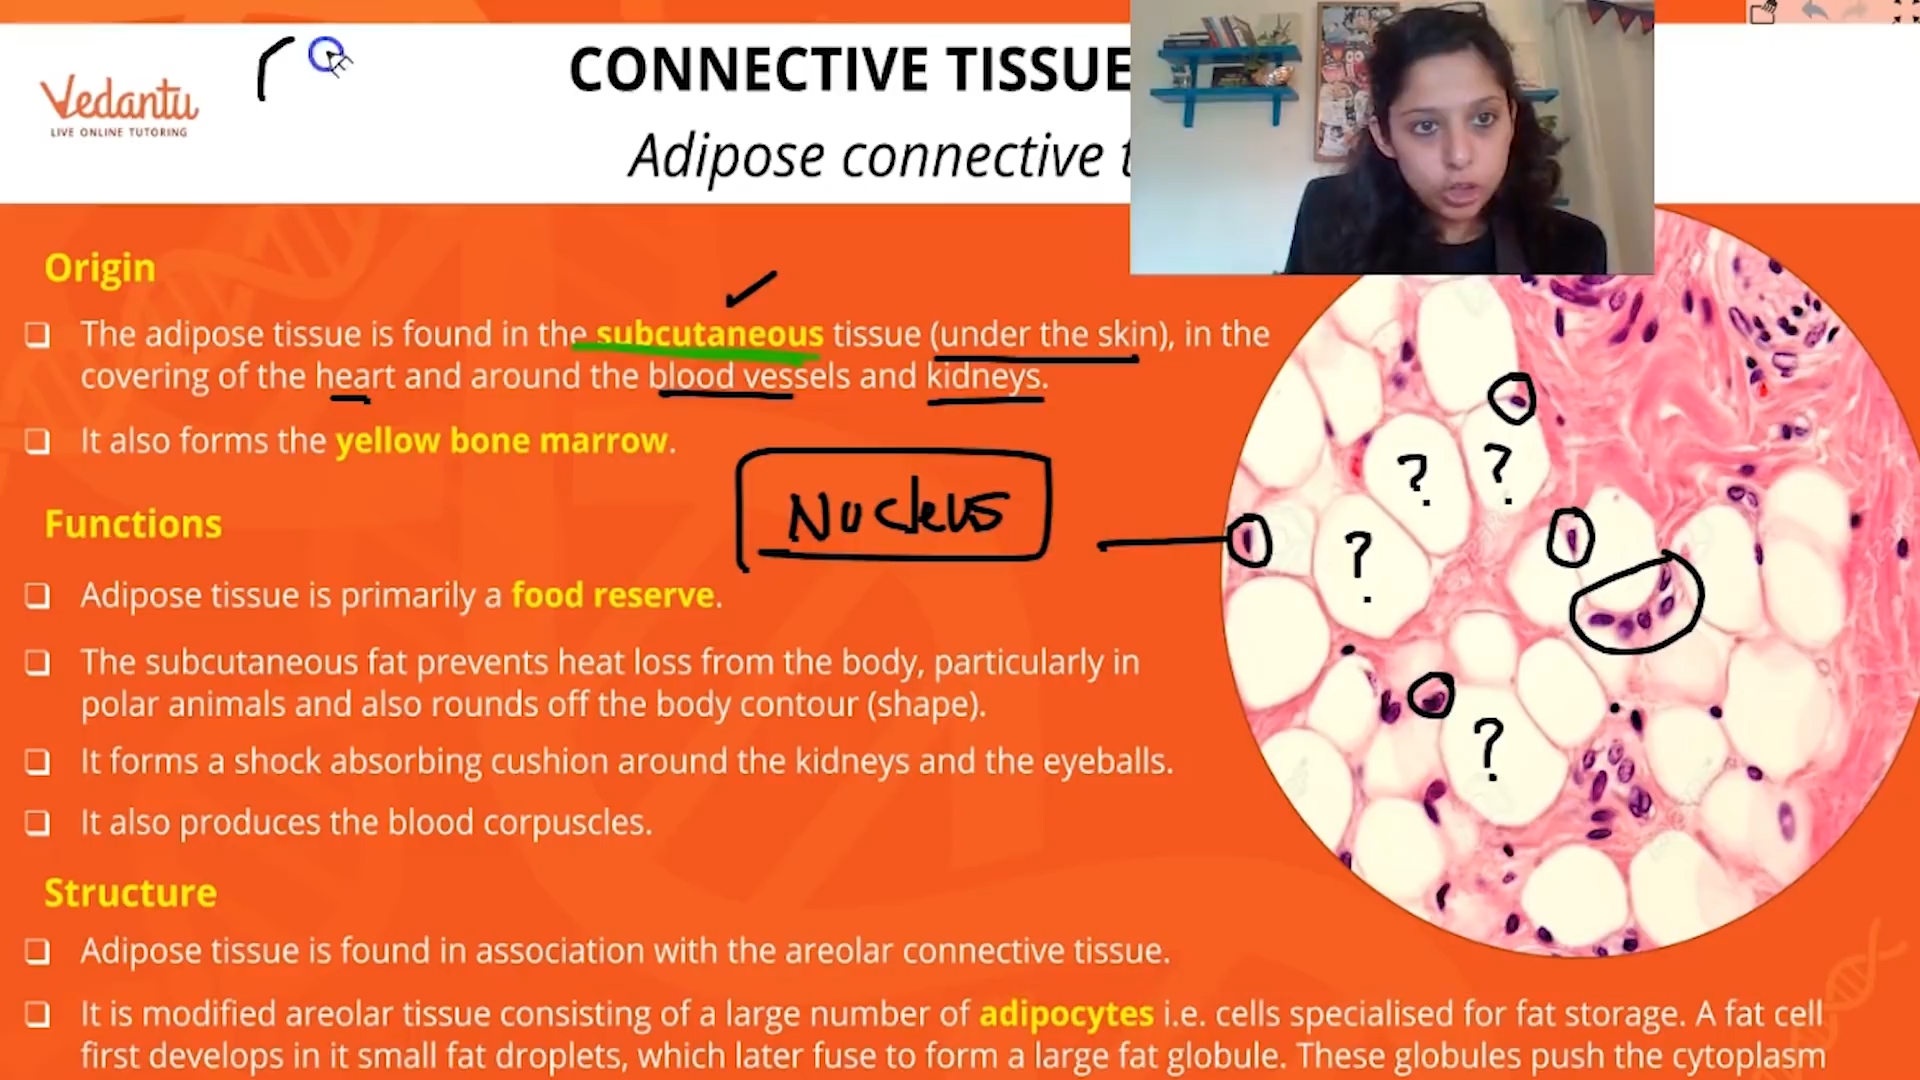 Vedantu
LIVE ONLINE TUTORING
CONNECTIVE TISSUE
Adipose connective t
Origin
The adipose tissue is found in the subcutaneous tissue (under the skin), in the
covering of the heart and around the blood vessels and kidneys.
It also forms the yellow bone marrow.
Nucleus
? ?
?
?
Functions
Adipose tissue is primarily a food reserve.
The subcutaneous fat prevents heat loss from the body, particularly in
polar animals and also rounds off the body contour (shape).
It forms a shock absorbing cushion around the kidneys and the eyeballs.
It also produces the blood corpuscles.
Structure
Adipose tissue is found in association with the areolar connective tissue.
It is modified areolar tissue consisting of a large number of adipocytes i.e. cells specialised for fat storage. A fat cell
first develops in it small fat droplets, which later fuse to form a large fat globule. These globules push the cytoplasm